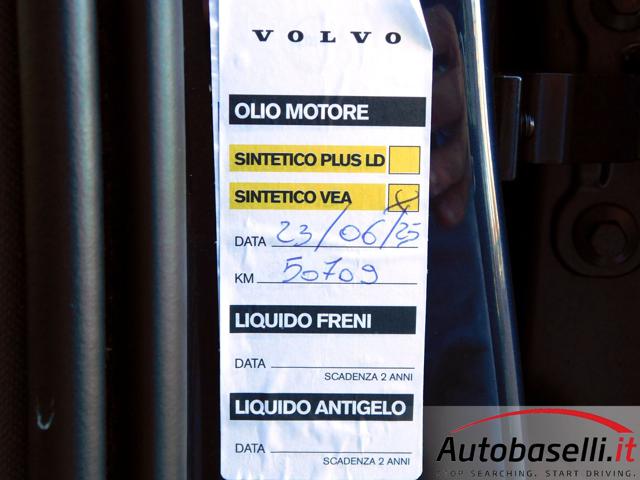 VOLVO
OLIO MOTORE
SINTETICO PLUS LD
SINTETICO VEA X
DATA 23/06/25
KM 50709
LIQUIDO FRENI
DATA
SCADENZA 2 ANNI
LIQUIDO ANTIGELO
DATA
SCADENZA 2 ANNI
Autobaselli.it
STOP SEARCHING. START DRIVING.